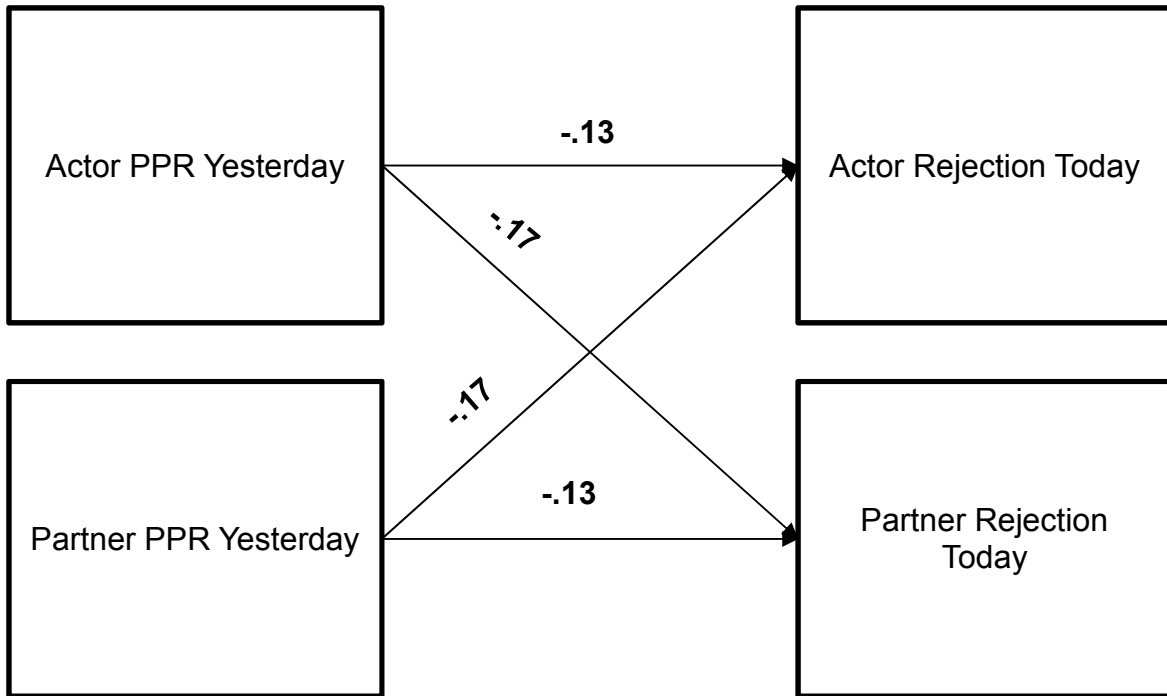 -.13
Actor PPR Yesterday
Actor Rejection Today
-.17
-.17
-.13
Partner PPR Yesterday
Partner Rejection
Today